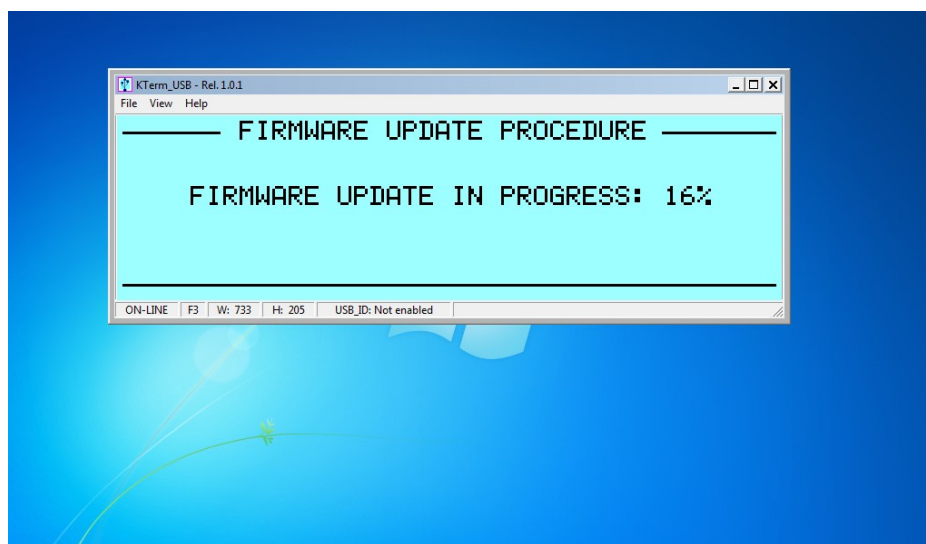 KTerm_USB - Rel. 1.0.1
File View Help
FIRMWARE UPDATE PROCEDURE
FIRMWARE UPDATE IN PROGRESS: 16%
ON-LINE F3 W: 733 H: 205 USB_ID: Not enabled